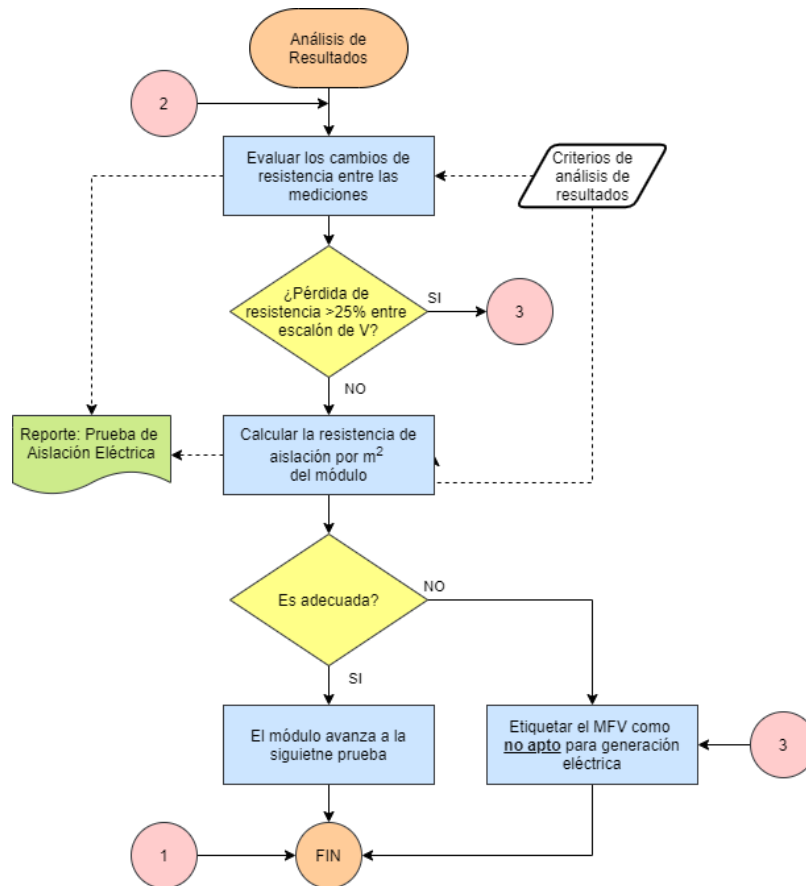 Análisis de
Resultados
2
Evaluar los cambios de
resistencia entre las
mediciones
Criterios de
análisis de
resultados
¿Pérdida de
resistencia >25% entre
escalón de V?
SI
3
NO
Reporte: Prueba de
Aislación Eléctrica
Calcular la resistencia de
aislación por m²
del módulo
Es adecuada?
NO
SI
El módulo avanza a la
siguietne prueba
Etiquetar el MFV como
no apto para generación
eléctrica
3
1
FIN